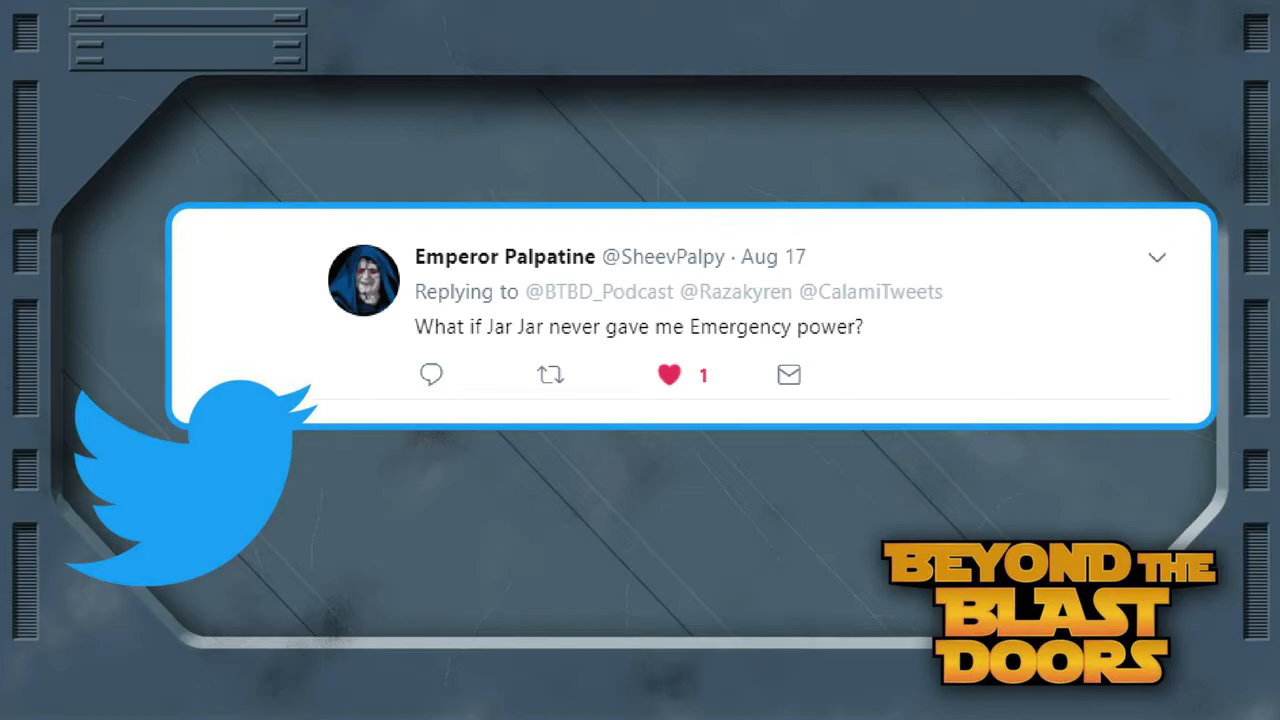 Emperor Palpatine @SheevPalpy · Aug 17
Replying to @BTBD_Podcast @Razakyren @CalamiTweets
What if Jar Jar never gave me Emergency power?
1
BEYOND THE
BLAST
DOORS